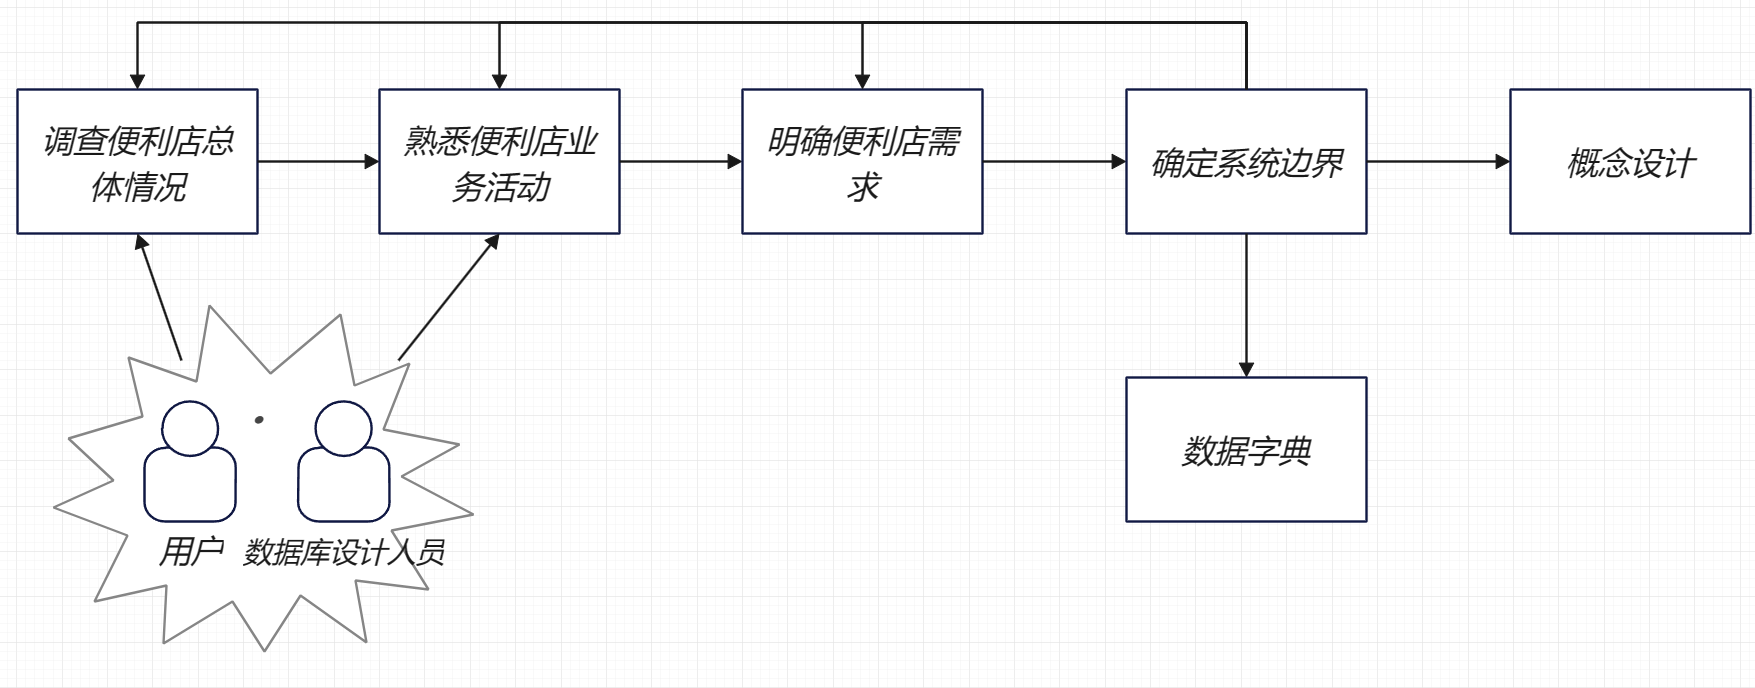 调查便利店总
体情况
熟悉便利店业
务活动
明确便利店需
求
确定系统边界
概念设计
数据字典
用户
数据库设计人员